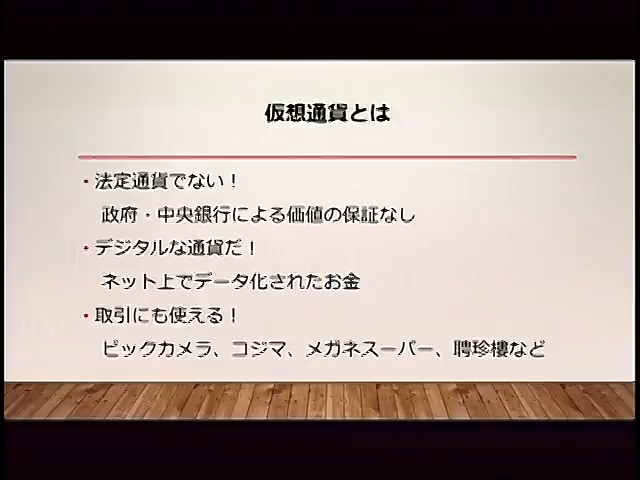 仮想通貨とは
・法定通貨でない！
政府・中央銀行による価値の保証なし
・デジタルな通貨だ！
ネット上でデータ化されたお金
・取引にも使える！
ビックカメラ、コジマ、メガネスーパー、聘珍樓など